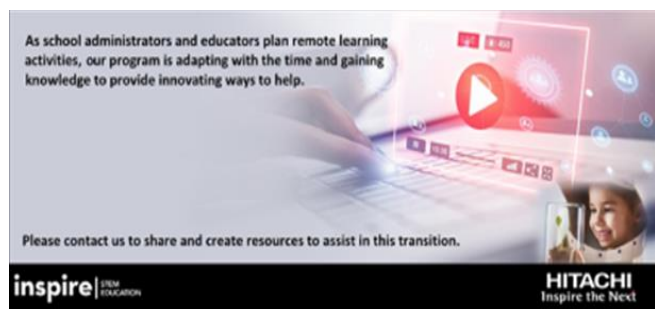 As school administrators and educators plan remote learning
activities, our program is adapting with the time and gaining
knowledge to provide innovating ways to help.
Please contact us to share and create resources to assist in this transition.
inspire STEM
EDUCATION
HITACHI
Inspire the Next